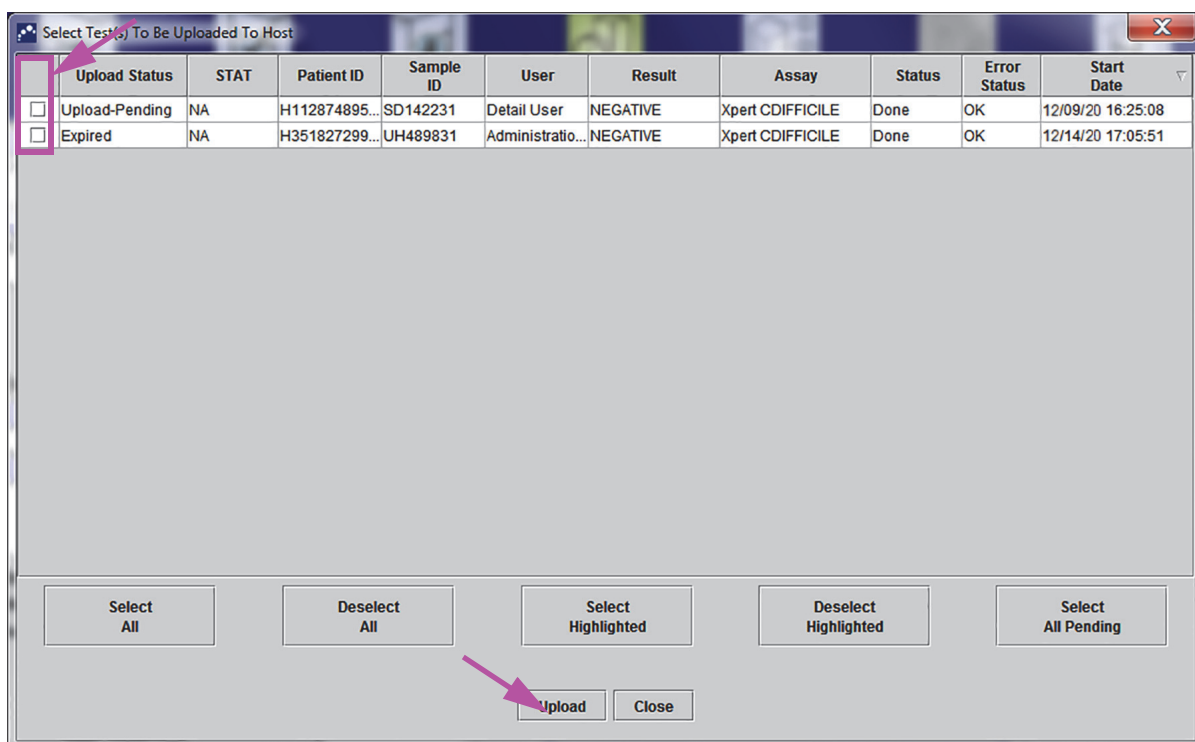 Select Test(s) To Be Uploaded To Host
Upload Status STAT Patient ID Sample ID User Result Assay Status Error Status Start Date
Upload-Pending NA H112874895... SD142231 Detail User NEGATIVE Xpert CDIFFICILE Done OK 12/09/20 16:25:08
Expired NA H351827299... UH489831 Administratio... NEGATIVE Xpert CDIFFICILE Done OK 12/14/20 17:05:51
Select All
Deselect All
Select Highlighted
Deselect Highlighted
Select All Pending
Upload
Close